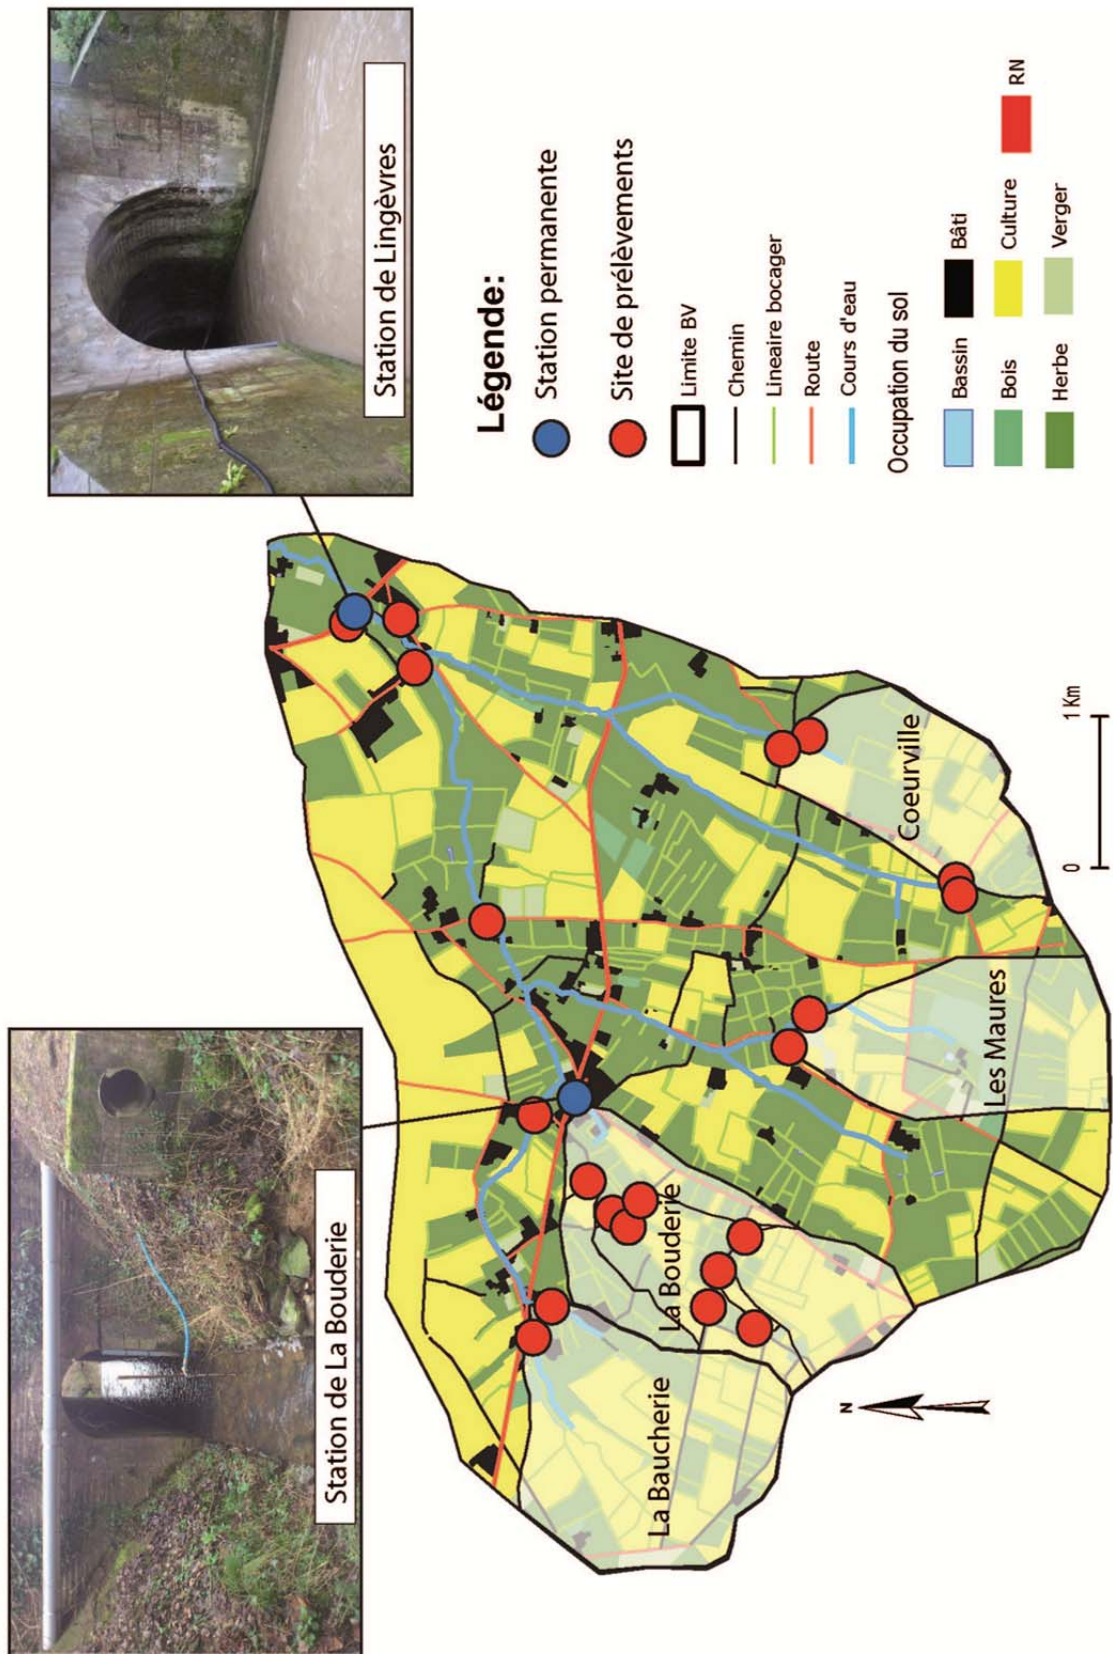 Station de La Bouderie
Station de Lingèvres
La Baucherie
La Bouderie
Les Maures
Coeurville
N
0 1 Km
Légende:
Station permanente
Site de prélèvements
Limite BV
Chemin
Lineaire bocager
Route
Cours d'eau
Occupation du sol
Bassin
Bâti
Bois
Culture
RN
Herbe
Verger